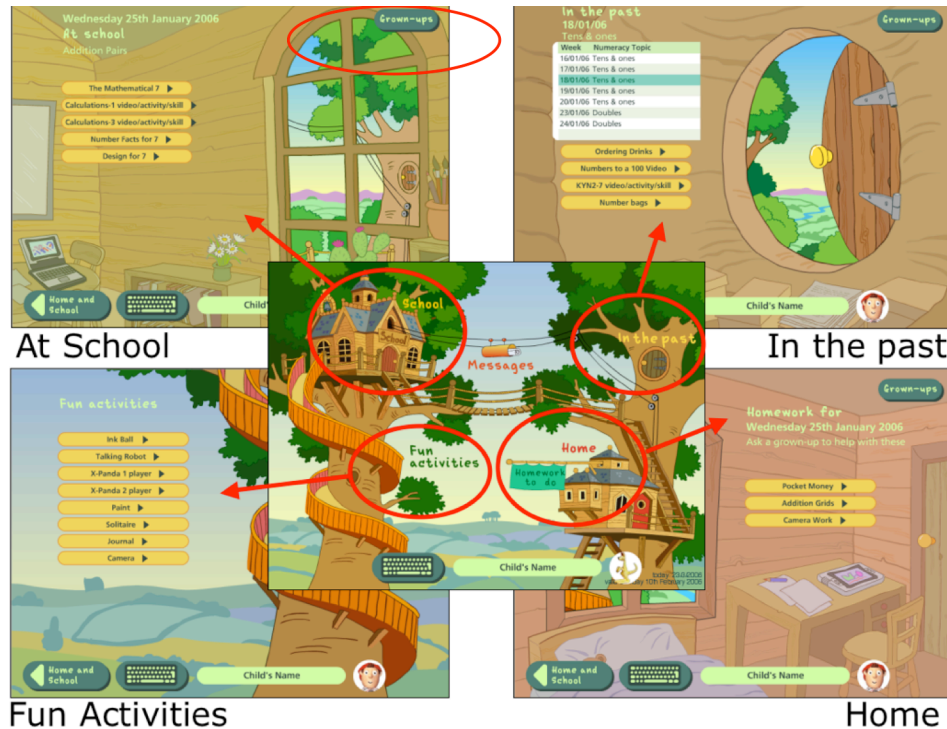 Wednesday 25th January 2006
At school
Addition Pairs
Grown-ups
The Mathematical 7
Calculations-1 video/activity/skill
Calculations-3 video/activity/skill
Number Facts for 7
Design for 7
Home and
School
Child's
At School
In the past
18/01/06
Tens & ones
Grown-ups
Week Numeracy Topic
16/01/06 Tens & ones
17/01/06 Tens & ones
18/01/06 Tens & ones
19/01/06 Tens & ones
20/01/06 Tens & ones
23/01/06 Doubles
24/01/06 Doubles
Ordering Drinks
Numbers to a 100 Video
KYN2-7 video/activity/skill
Number bags
Child's Name
In the past
School
School
In the past
Messages
Fun
activities
Home
Homework
to do
Child's Name
today 23.3.2006
10th February 2006
Fun activities
Ink Ball
Talking Robot
X-Panda 1 player
X-Panda 2 player
Paint
Solitaire
Journal
Camera
Home and
School
Child's Name
Fun Activities
Grown-ups
Homework for
Wednesday 25th January 2006
Ask a grown-up to help with these
Pocket Money
Addition Grids
Camera Work
Home and
School
Child's Name
Home